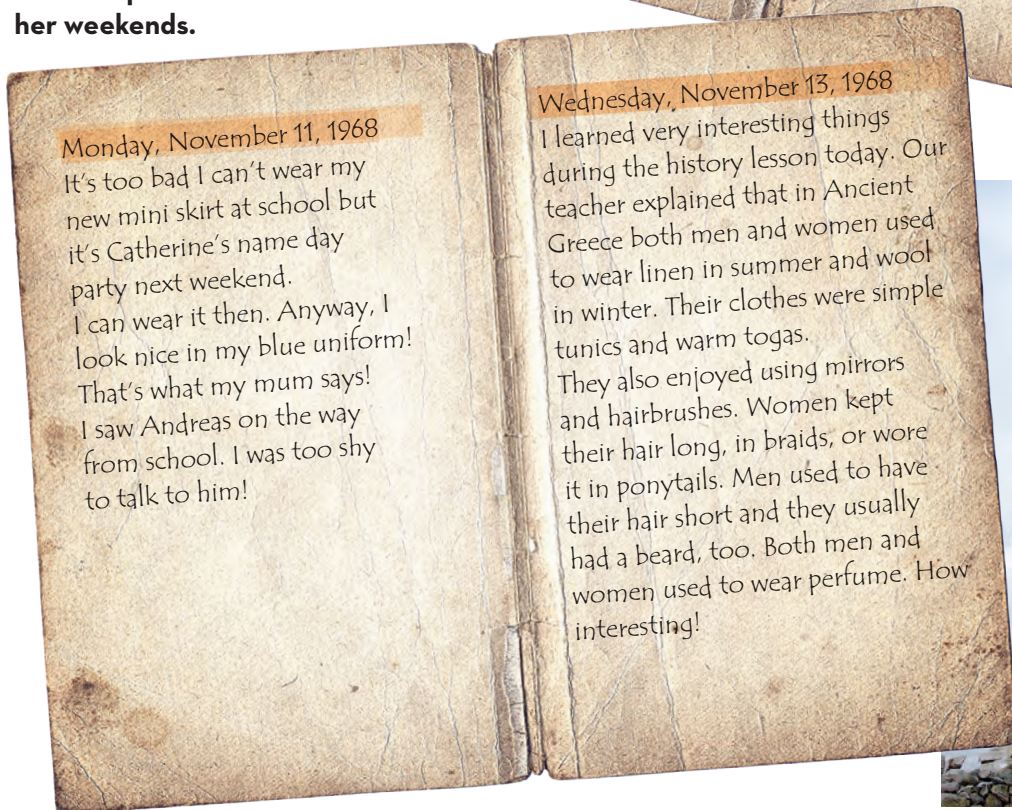 her weekends.
Monday, November 11, 1968
It's too bad I can't wear my
new mini skirt at school but
it's Catherine's name day
party next weekend.
I can wear it then. Anyway, I
look nice in my blue uniform!
That's what my mum says!
I saw Andreas on the way
from school. I was too shy
to talk to him!
Wednesday, November 13, 1968
I learned very interesting things
during the history lesson today. Our
teacher explained that in Ancient
Greece both men and women used
to wear linen in summer and wool
in winter. Their clothes were simple
tunics and warm togas.
They also enjoyed using mirrors
and hairbrushes. Women kept
their hair long, in braids, or wore
it in ponytails. Men used to have
their hair short and they usually
had a beard, too. Both men and
women used to wear perfume. How
interesting!